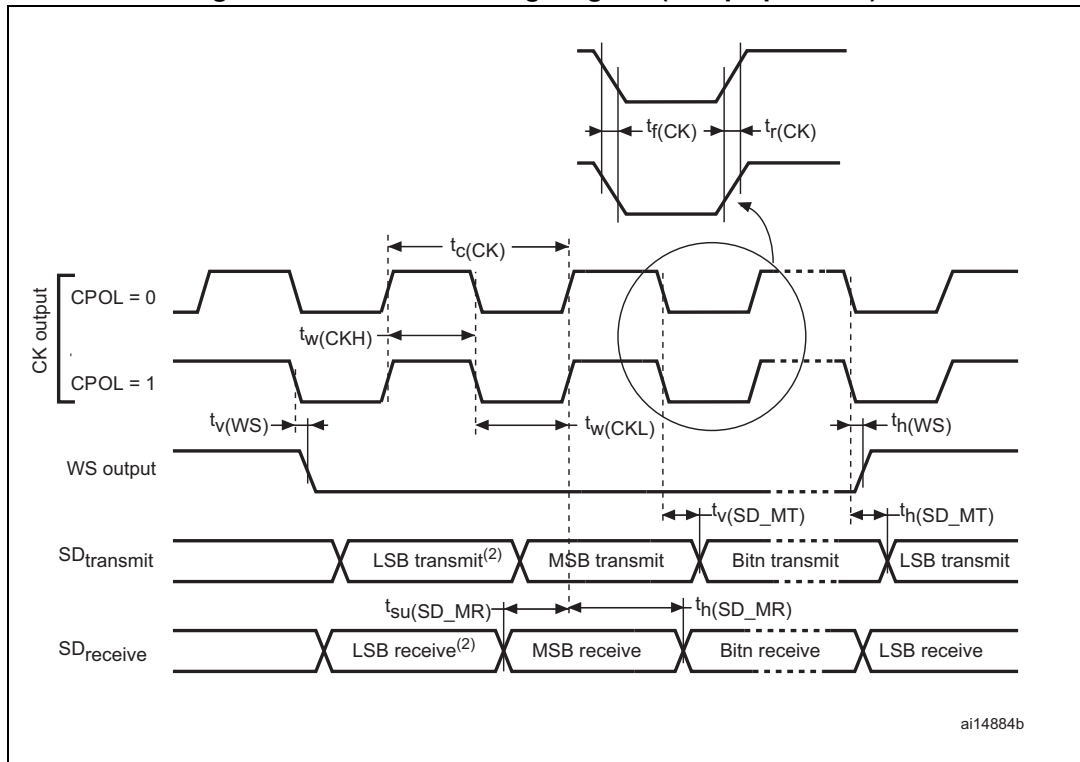 tf(CK)
tr(CK)
tc(CK)
CK output
CPOL = 0
tw(CKH)
CPOL = 1
tv(WS)
tw(CKL)
th(WS)
WS output
tv(SD_MT)
th(SD_MT)
SDtransmit
LSB transmit(2)
MSB transmit
Bitn transmit
LSB transmit
tsu(SD_MR)
th(SD_MR)
SDreceive
LSB receive(2)
MSB receive
Bitn receive
LSB receive
ai14884b